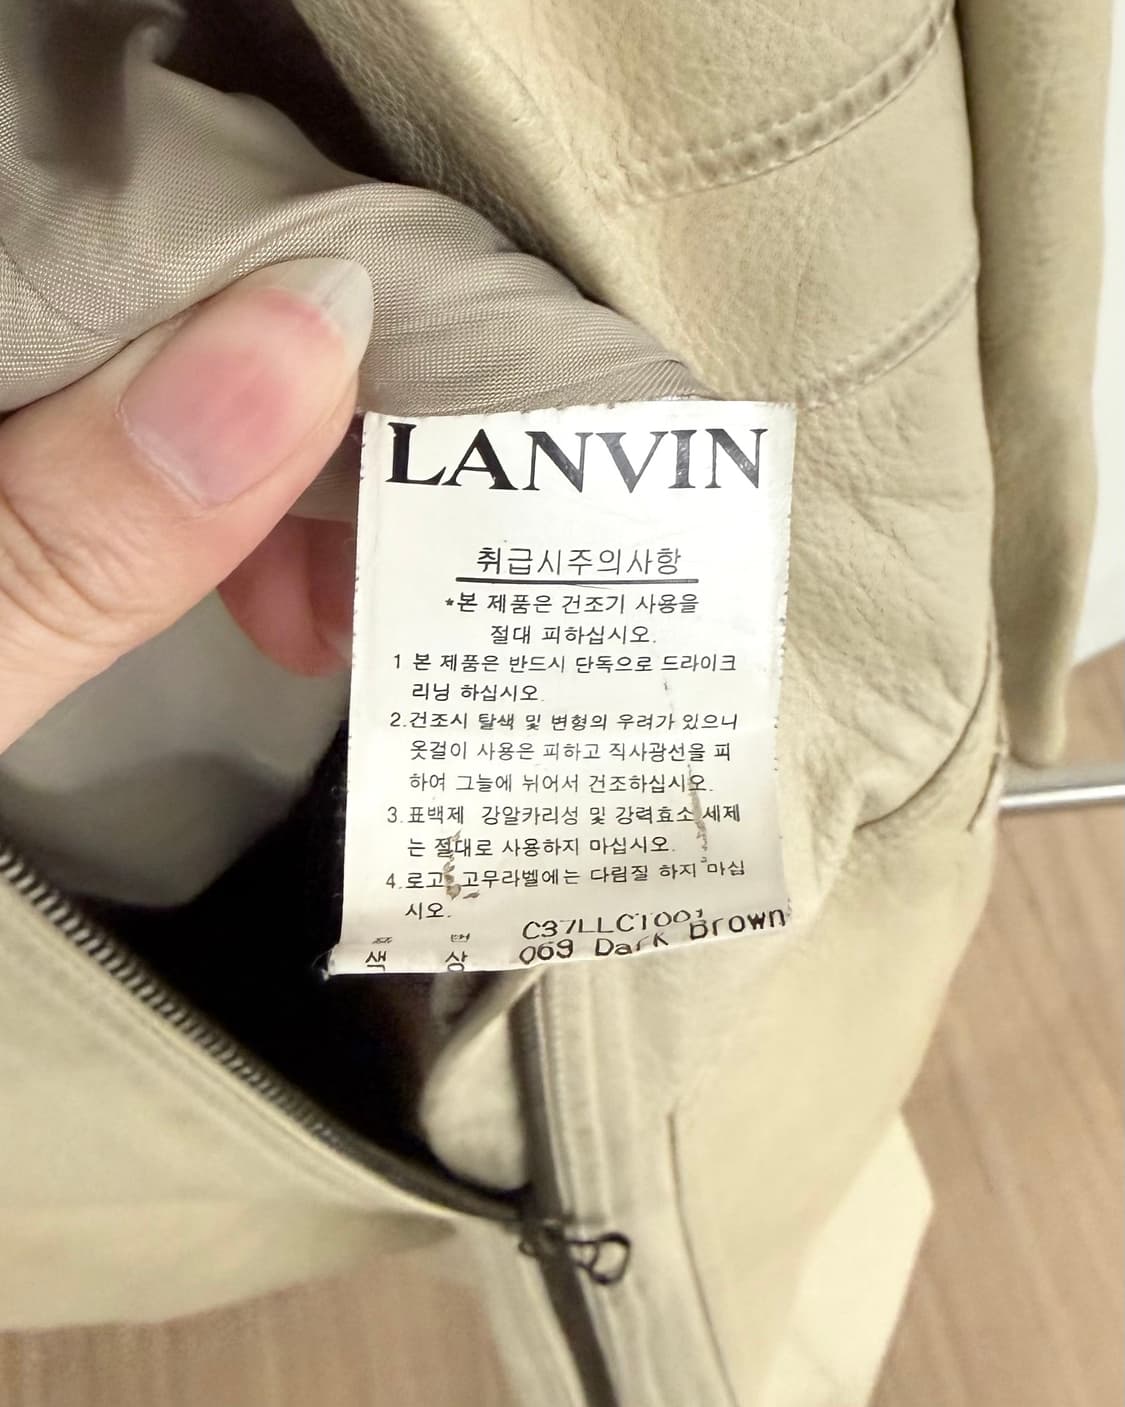 LANVIN
취급시주의사항
*본 제품은 건조기 사용을
절대 피하십시오.
1 본 제품은 반드시 단독으로 드라이크
리닝 하십시오.
2.건조시 탈색 및 변형의 우려가 있으니
옷걸이 사용은 피하고 직사광선을 피
하여 그늘에 뉘어서 건조하십시오.
3.표백제 강알카리성 및 강력효소 세제
는 절대로 사용하지 마십시오.
4.로고, 고무라벨에는 다림질 하지 마십
시오.
품 번 C37LLCT001
색 상 069 Dark Brown